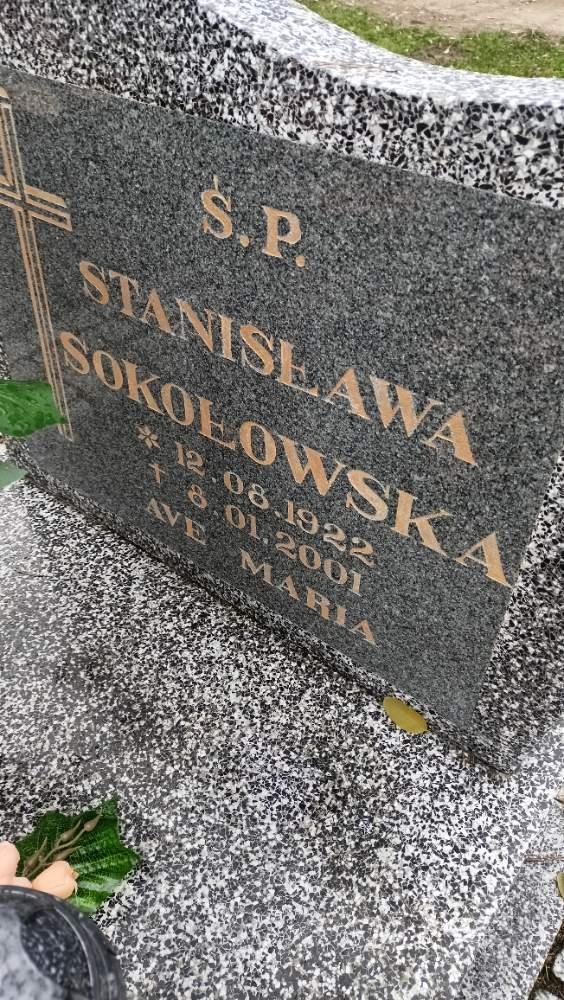 Ś.P.
STANISŁAWA
SOKOŁOWSKA
* 12.08.1922
† 8.01.2001
AVE MARIA